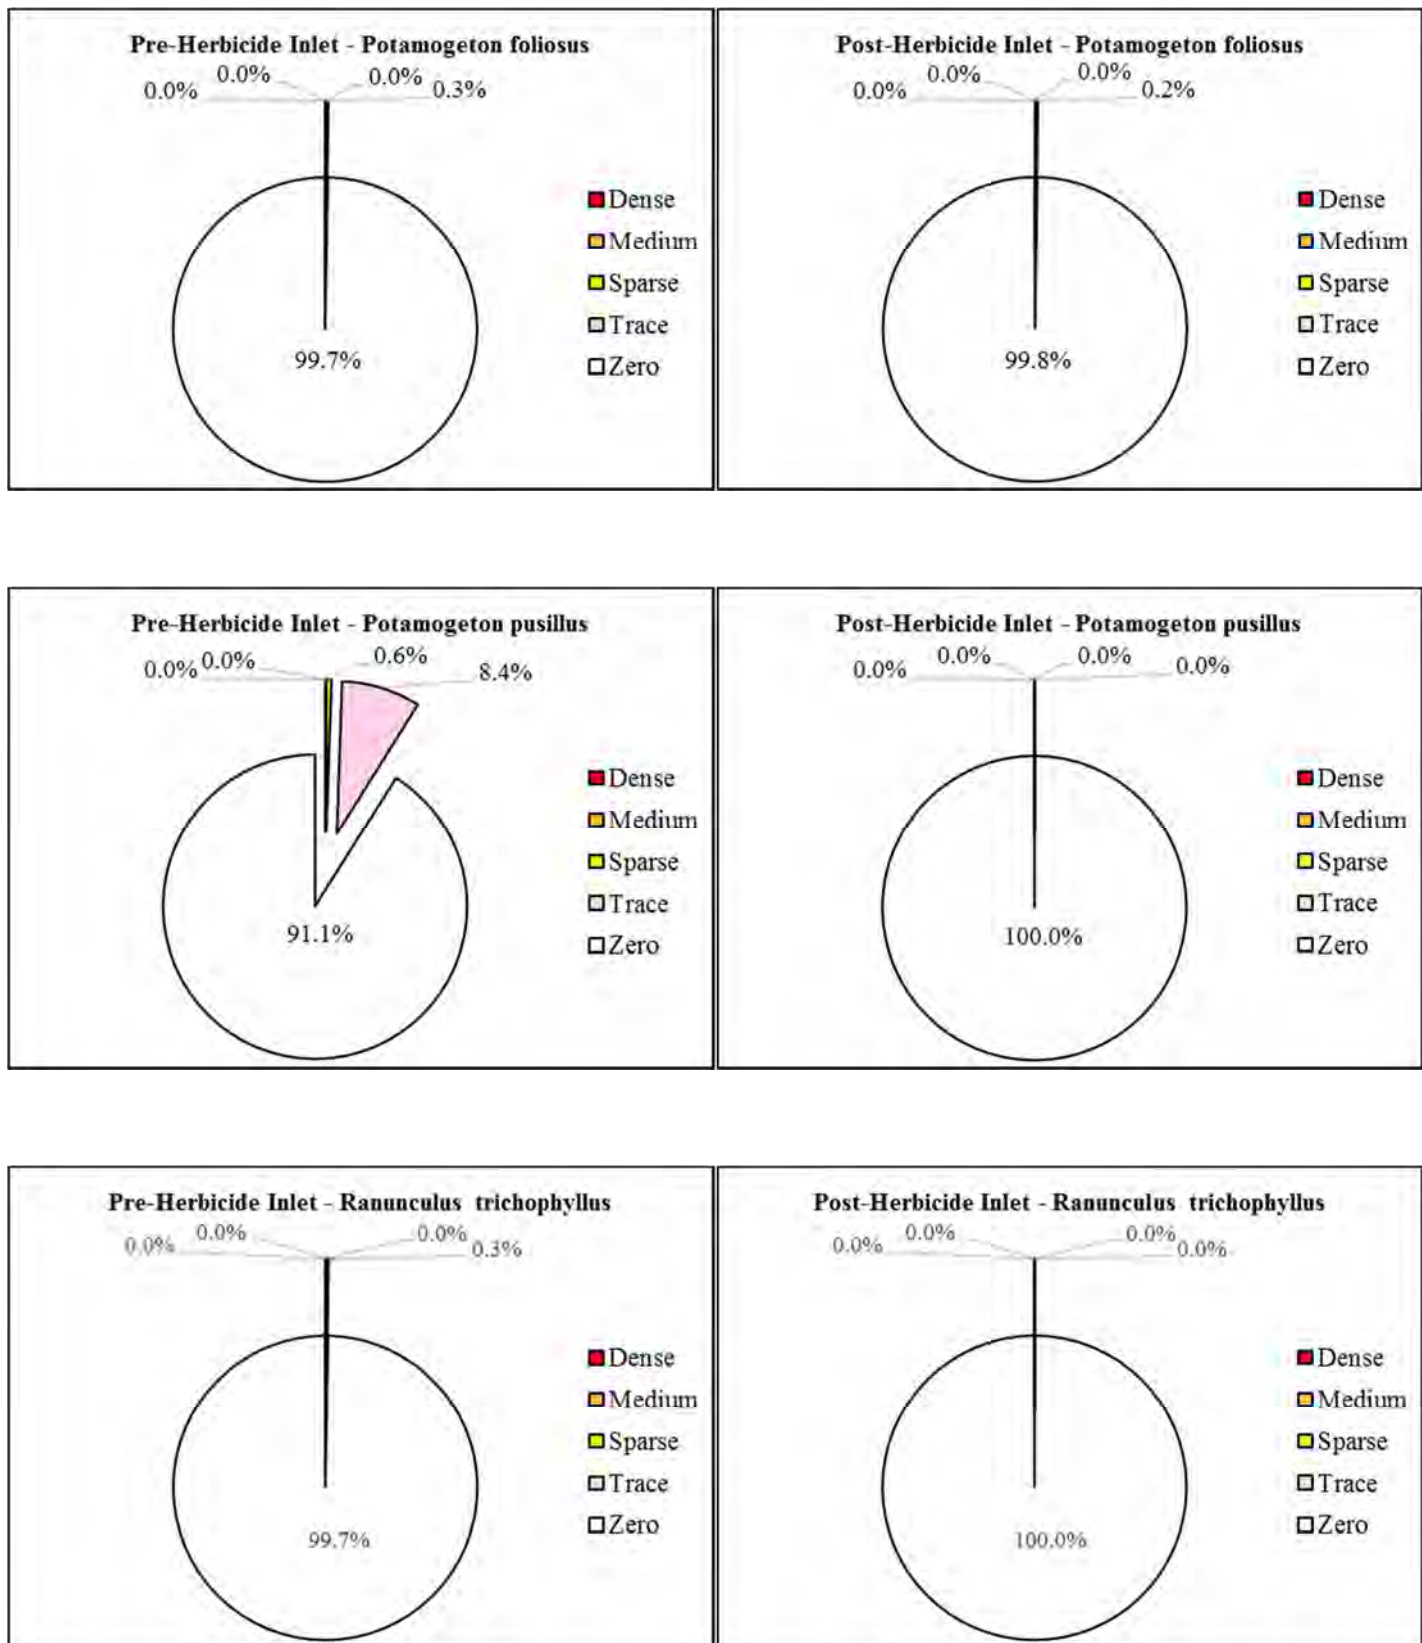 Pre-Herbicide Inlet - Potamogeton foliosus
0.0%
0.0%
0.0%
0.3%
99.7%
Dense
Medium
Sparse
Trace
Zero
Post-Herbicide Inlet - Potamogeton foliosus
0.0%
0.0%
0.0%
0.2%
99.8%
Dense
Medium
Sparse
Trace
Zero
Pre-Herbicide Inlet - Potamogeton pusillus
0.0%
0.0%
0.6%
8.4%
91.1%
Dense
Medium
Sparse
Trace
Zero
Post-Herbicide Inlet - Potamogeton pusillus
0.0%
0.0%
0.0%
0.0%
100.0%
Dense
Medium
Sparse
Trace
Zero
Pre-Herbicide Inlet - Ranunculus trichophyllus
0.0%
0.0%
0.0%
0.3%
99.7%
Dense
Medium
Sparse
Trace
Zero
Post-Herbicide Inlet - Ranunculus trichophyllus
0.0%
0.0%
0.0%
0.0%
100.0%
Dense
Medium
Sparse
Trace
Zero